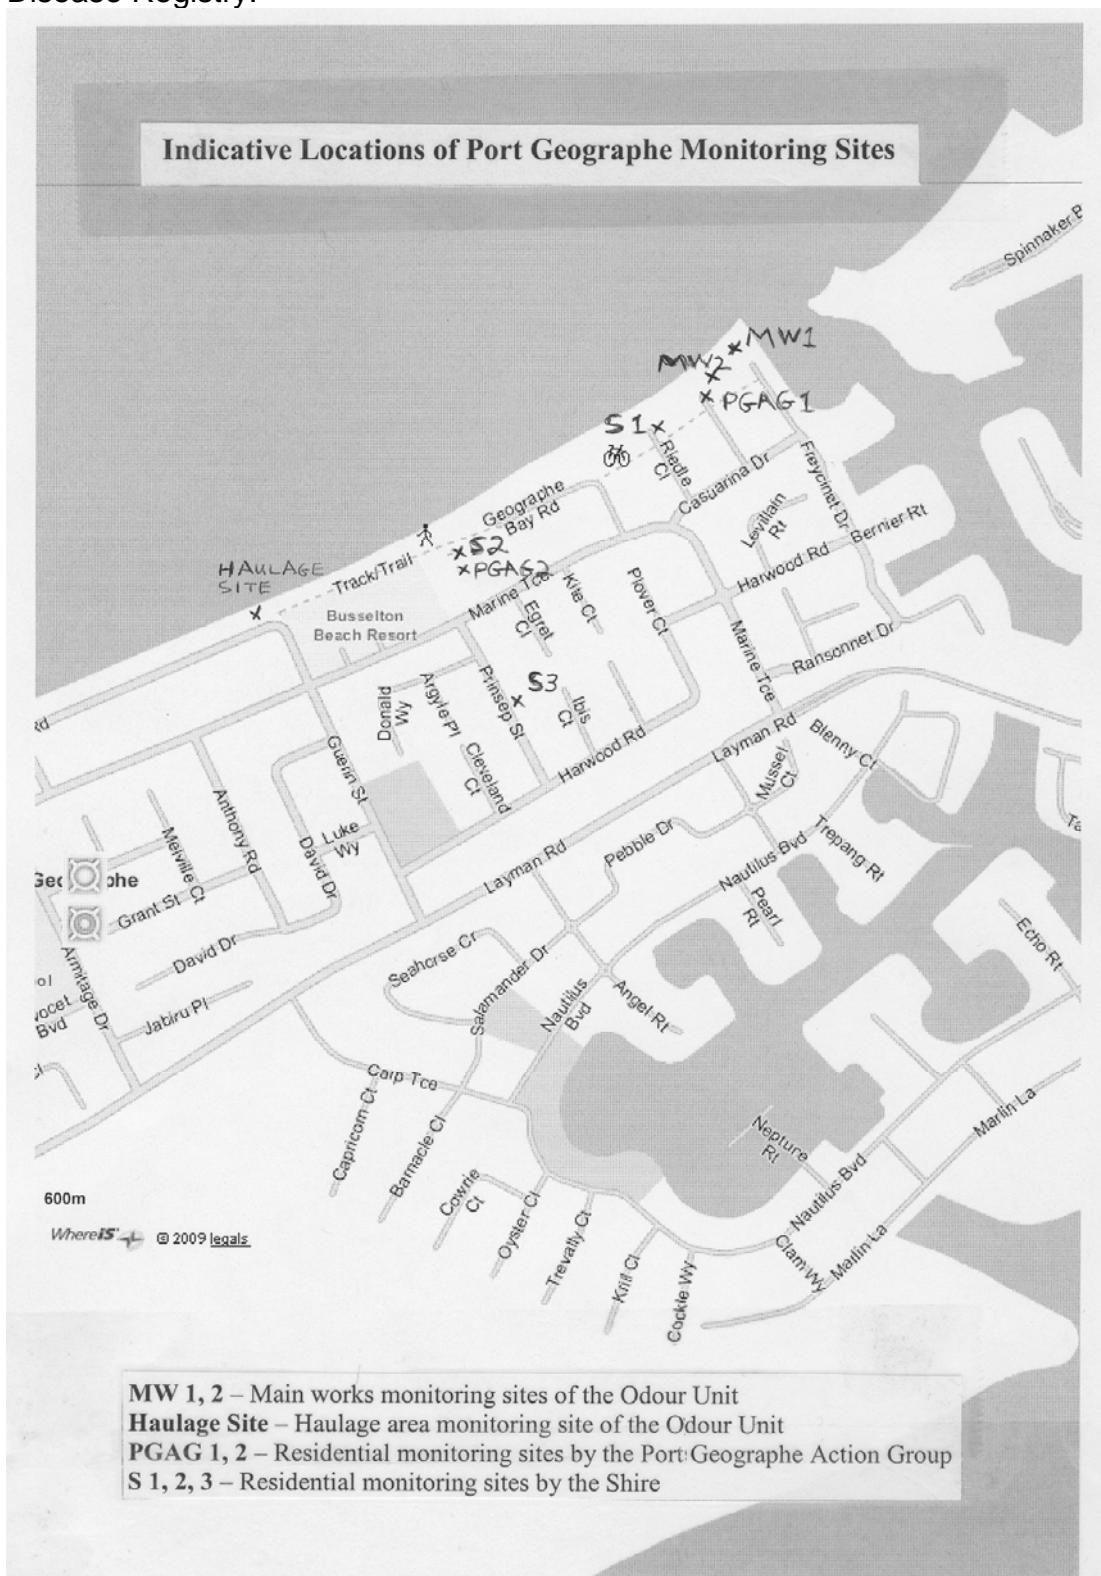 Disease Registry.
Indicative Locations of Port Geographe Monitoring Sites
Spinnaker B
MW1
MW2
PGAG1
S1
Riedle
Cl
Casuarina Dr
Freycinet Dr
Levillain
Rt
Bernier Rt
Geographe
Bay Rd
S2
PGAG2
HAULAGE
SITE
Track/Trail
Harwood Rd
Busselton
Beach Resort
Marine Tce
Kite Ct
Egret
Cl
Plover Ct
Marine Tce
Ransonnet Dr
S3
Donald
Wy
Argyle Pl
Prinsep St
Ibis
Ct
Rd
Harwood Rd
Layman Rd
Blenny Ct
Mussel
Ct
Guerin St
Cleveland
Ct
Anthony Rd
Melville Ct
David Dr
Luke
Wy
Layman Rd
Pebble Dr
Nautilus Bvd
Trepang Rt
Ta
Pearl
Rt
Geo phe
Grant St
David Dr
Armitage Dr
Seahorse Cr
Salamander Dr
Echo Rt
ol
vocet
Bvd
Jabiru Pl
Nautilus
Bvd
Angel Rt
Cl
Carp Tce
Capricorn Ct
Barnacle Cl
Marlin La
Neptune
Rt
Cowrie
Ct
Oyster Cl
Trevally Ct
Nautilus Bvd
Clam Wy
Marlin La
Krill Cl
Cockle Wy
600m
WhereiS © 2009 legals
MW 1, 2 – Main works monitoring sites of the Odour Unit
Haulage Site – Haulage area monitoring site of the Odour Unit
PGAG 1, 2 – Residential monitoring sites by the Port Geographe Action Group
S 1, 2, 3 – Residential monitoring sites by the Shire